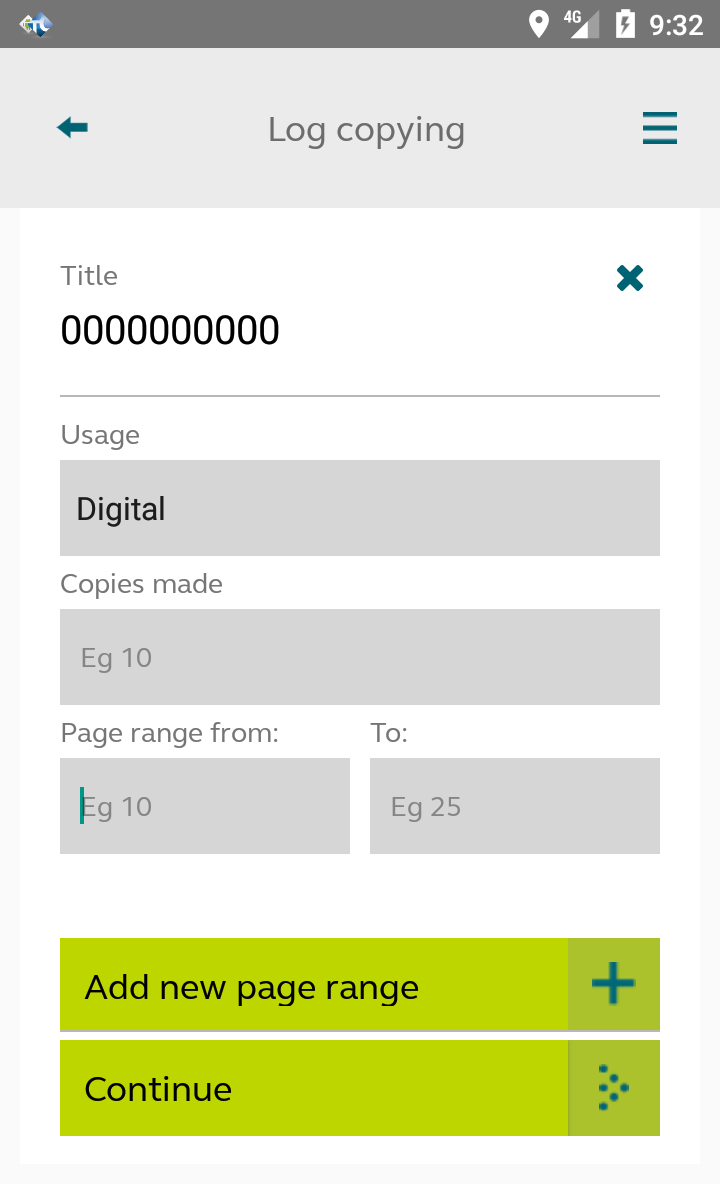 4G 9:32
Log copying
Title
0000000000
Usage
Digital
Copies made
Eg 10
Page range from: To:
Eg 10 Eg 25
Add new page range
Continue